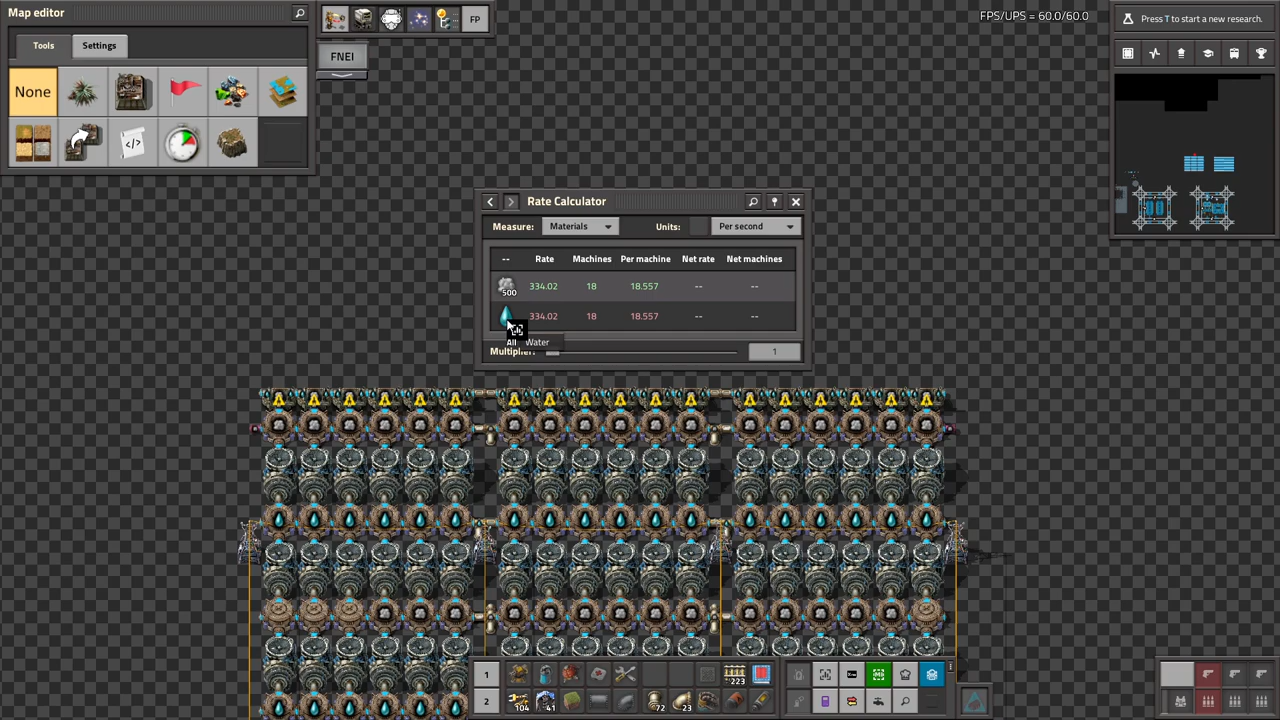 Map editor
Tools
Settings
None
FP
FNEI
FPS/UPS = 60.0/60.0
Press T to start a new research.
Rate Calculator
Measure:
Materials
Units:
Per second
--
Rate
Machines
Per machine
Net rate
Net machines
500
334.02
18
18.557
--
--
334.02
18
18.557
--
--
All
Water
Multiplier:
1
1
223
2
104
41
72
23